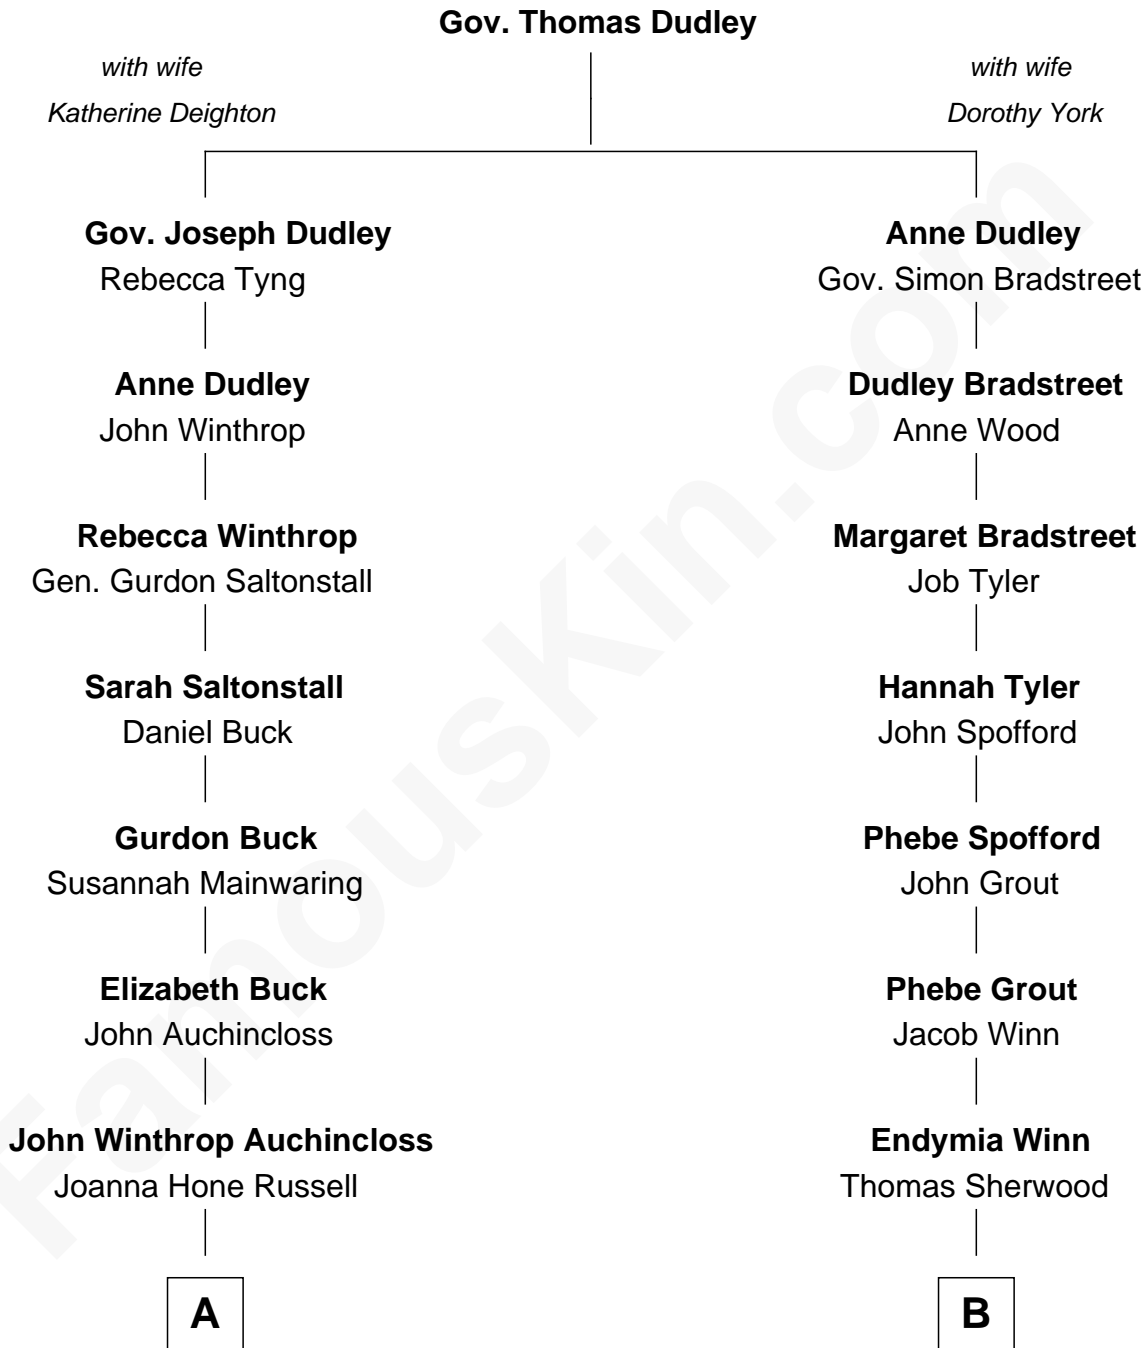 Gov. Thomas Dudley
with wife
Katherine Deighton
with wife
Dorothy York
Gov. Joseph Dudley
Rebecca Tyng
Anne Dudley
Gov. Simon Bradstreet
Anne Dudley
John Winthrop
Dudley Bradstreet
Anne Wood
Rebecca Winthrop
Gen. Gurdon Saltonstall
Margaret Bradstreet
Job Tyler
Sarah Saltonstall
Daniel Buck
Hannah Tyler
John Spofford
Gurdon Buck
Susannah Mainwaring
Phebe Spofford
John Grout
Elizabeth Buck
John Auchincloss
Phebe Grout
Jacob Winn
John Winthrop Auchincloss
Joanna Hone Russell
Endymia Winn
Thomas Sherwood
A
B
FamousKin.com